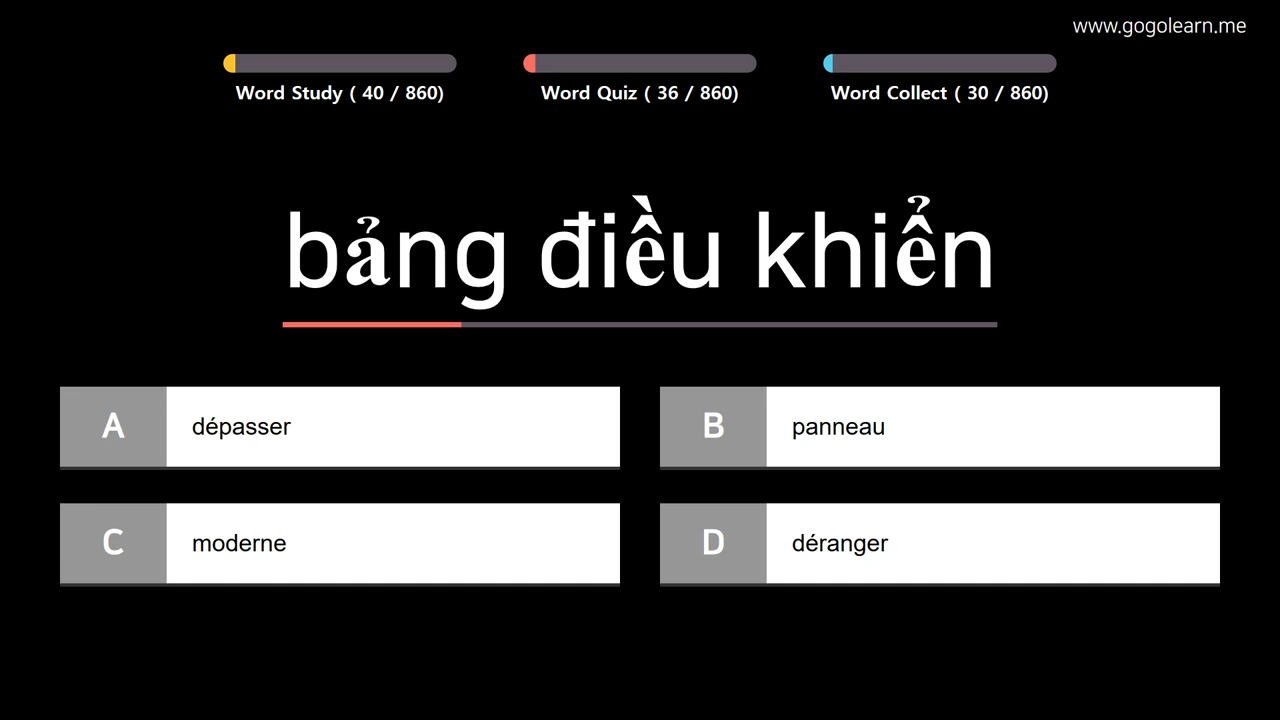 www.gogolearn.me
Word Study ( 40 / 860)
Word Quiz ( 36 / 860)
Word Collect ( 30 / 860)
bảng điều khiển
A dépasser
B panneau
C moderne
D déranger